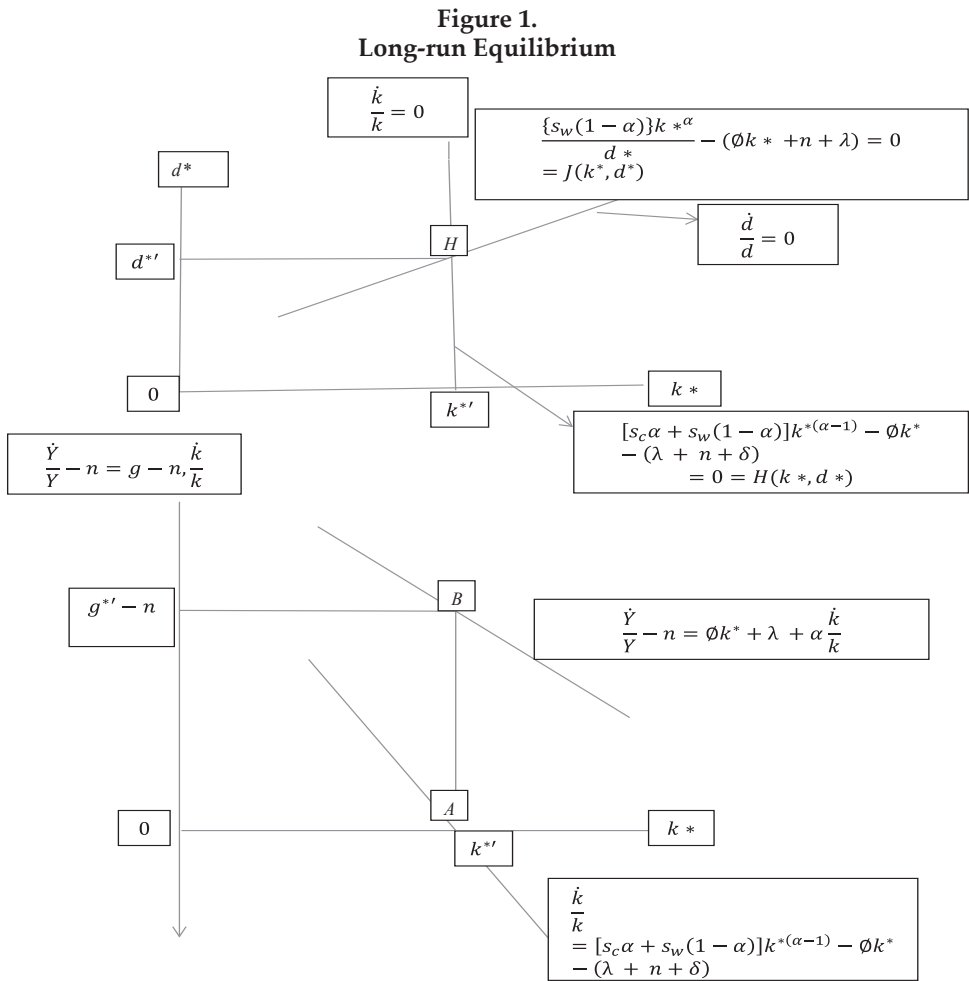 Figure 1.
Long-run Equilibrium
k̇/k = 0
{s_w(1 − α)}k *^α / d * − (∅k * +n + λ) = 0
= J(k^*, d^*)
d*
ḋ/d = 0
H
d^*′
0
k^*′
k *
[s_cα + s_w(1 − α)]k^*(α−1) − ∅k^*
− (λ + n + δ)
= 0 = H(k *, d *)
Ẏ/Y − n = g − n, k̇/k
g^*′ − n
B
Ẏ/Y − n = ∅k^* + λ + α k̇/k
A
0
k *
k^*′
k̇/k
= [s_cα + s_w(1 − α)]k^*(α−1) − ∅k^*
− (λ + n + δ)